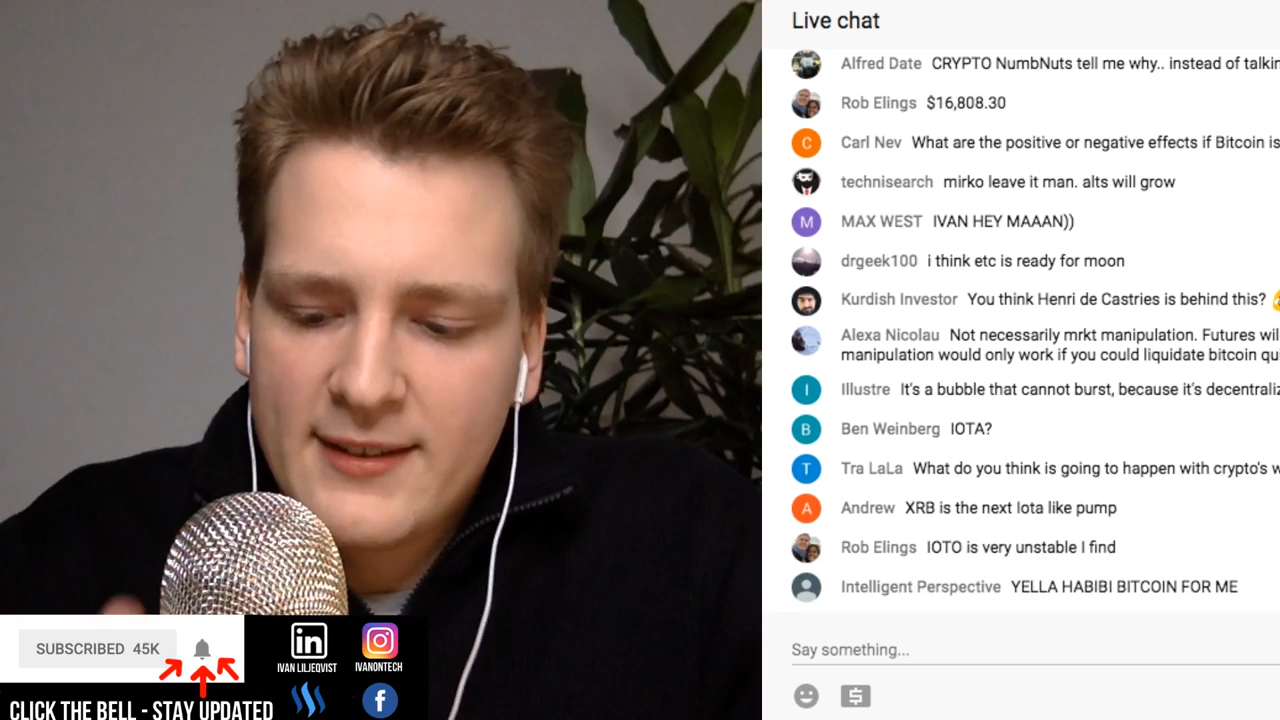 Live chat
Alfred Date CRYPTO NumbNuts tell me why.. instead of
Rob Elings $16,808.30
C Carl Nev What are the positive or negative effects if Bitcoin is
technisearch mirko leave it man. alts will grow
M MAX WEST IVAN HEY MAAAN))
drgeek100 i think etc is ready for moon
Kurdish Investor You think Henri de Castries is behind this?
Alexa Nicolau Not necessarily mrkt manipulation. Futures
manipulation would only work if you could liquidate bitcoin
I Illustre It's a bubble that cannot burst, because it's
B Ben Weinberg IOTA?
T Tra LaLa What do you think is going to happen with crypto's
A Andrew XRB is the next Iota like pump
Rob Elings IOTO is very unstable I find
Intelligent Perspective YELLA HABIBI BITCOIN FOR ME
Say something...
$
SUBSCRIBED 45K
CLICK THE BELL - STAY UPDATED
in
IVAN LILJEQVIST
IVANONTECH
f